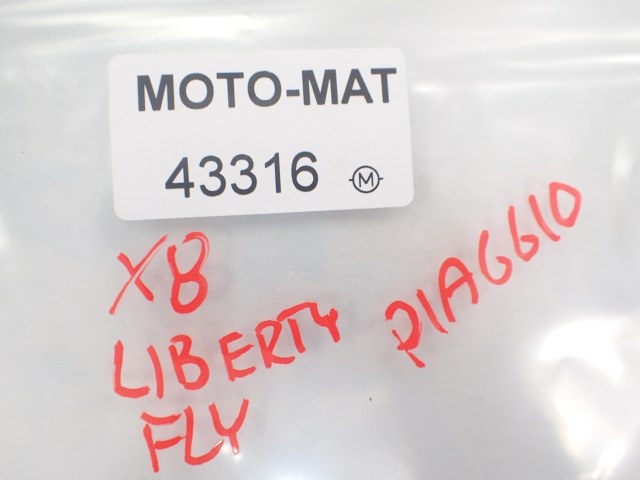 MOTO-MAT
43316 M
X8
LIBERTY
FLY
PIAGGIO